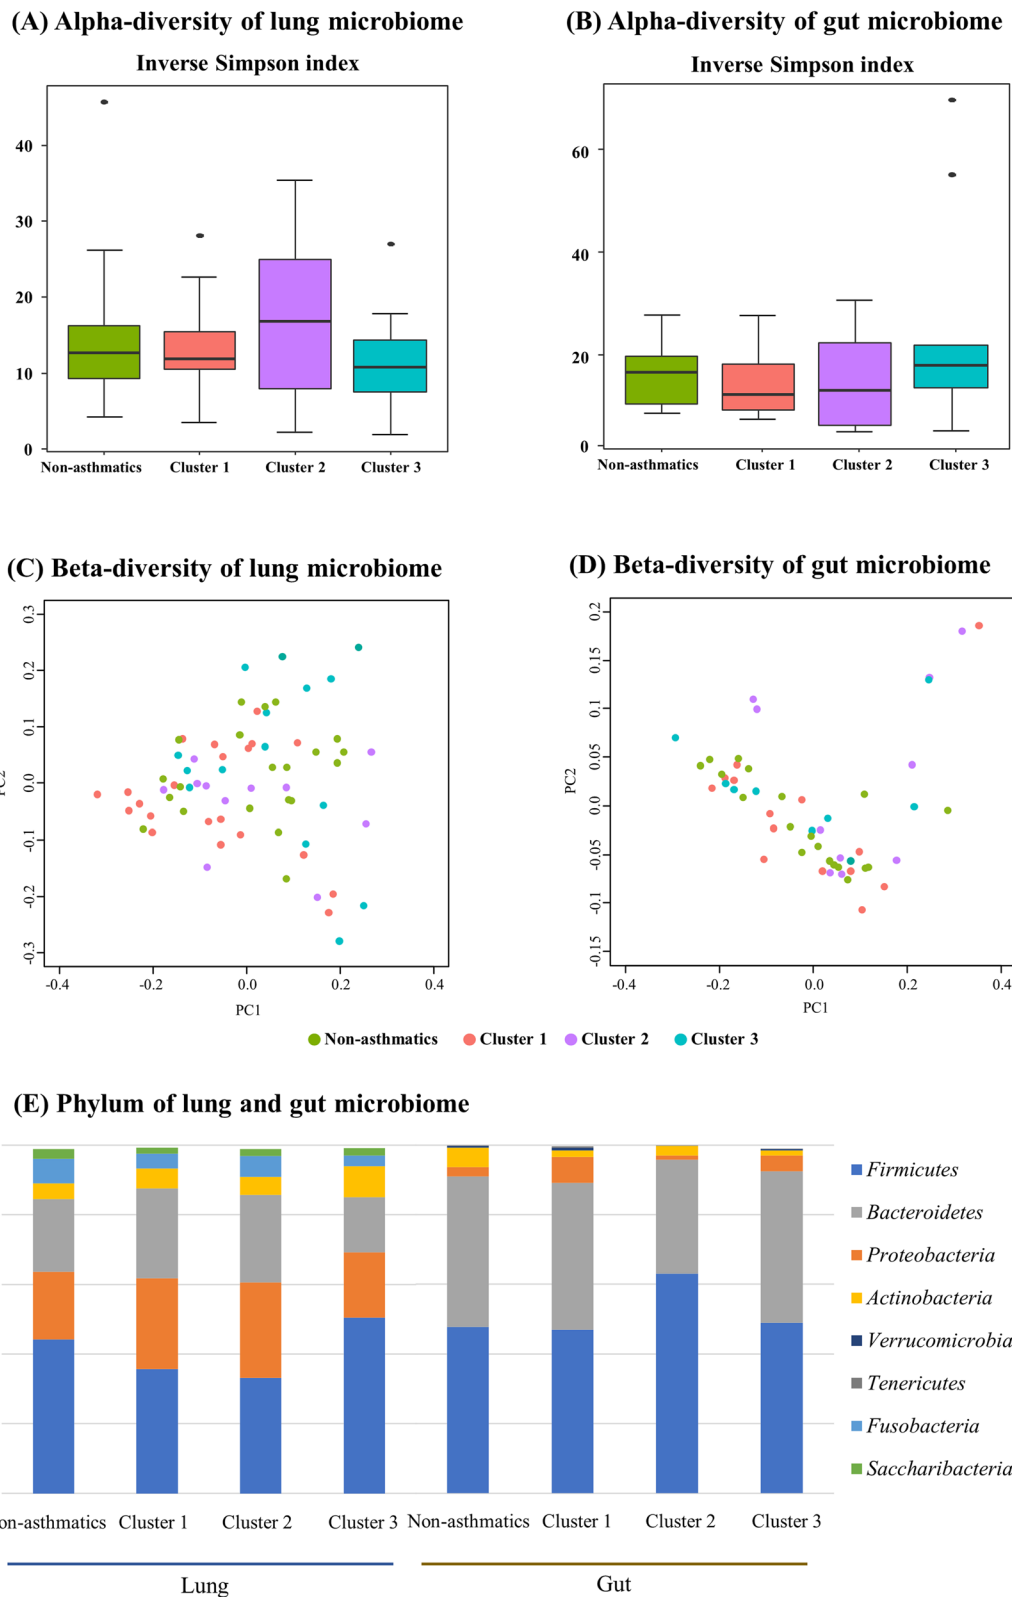 (A) Alpha-diversity of lung microbiome
Inverse Simpson index
40
30
20
10
0
Non-asthmatics Cluster 1 Cluster 2 Cluster 3
(B) Alpha-diversity of gut microbiome
Inverse Simpson index
60
40
20
0
Non-asthmatics Cluster 1 Cluster 2 Cluster 3
(C) Beta-diversity of lung microbiome
0.3
0.2
0.1
0.0
-0.1
-0.2
-0.3
PC2
-0.4 -0.2 0.0 0.2 0.4
PC1
(D) Beta-diversity of gut microbiome
0.2
0.15
0.1
0.05
0.0
-0.05
-0.1
-0.15
-0.4 -0.2 0.0 0.2 0.4
PC1
Non-asthmatics Cluster 1 Cluster 2 Cluster 3
(E) Phylum of lung and gut microbiome
Firmicutes
Bacteroidetes
Proteobacteria
Actinobacteria
Verrucomicrobia
Tenericutes
Fusobacteria
Saccharibacteria
on-asthmatics Cluster 1 Cluster 2 Cluster 3 Non-asthmatics Cluster 1 Cluster 2 Cluster 3
Lung Gut